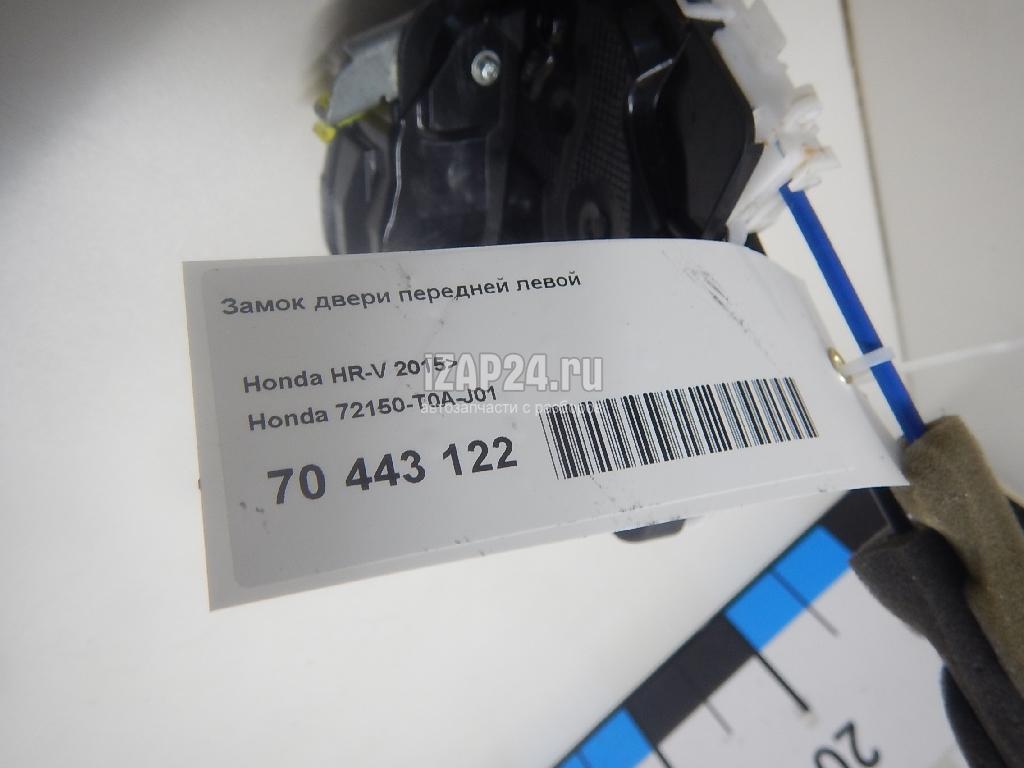 Замок двери передней левой
Honda HR-V 2015>
Honda 72150-T0A-J01
70 443 122
iZAP24.ru
автозапчасти с разборов
20